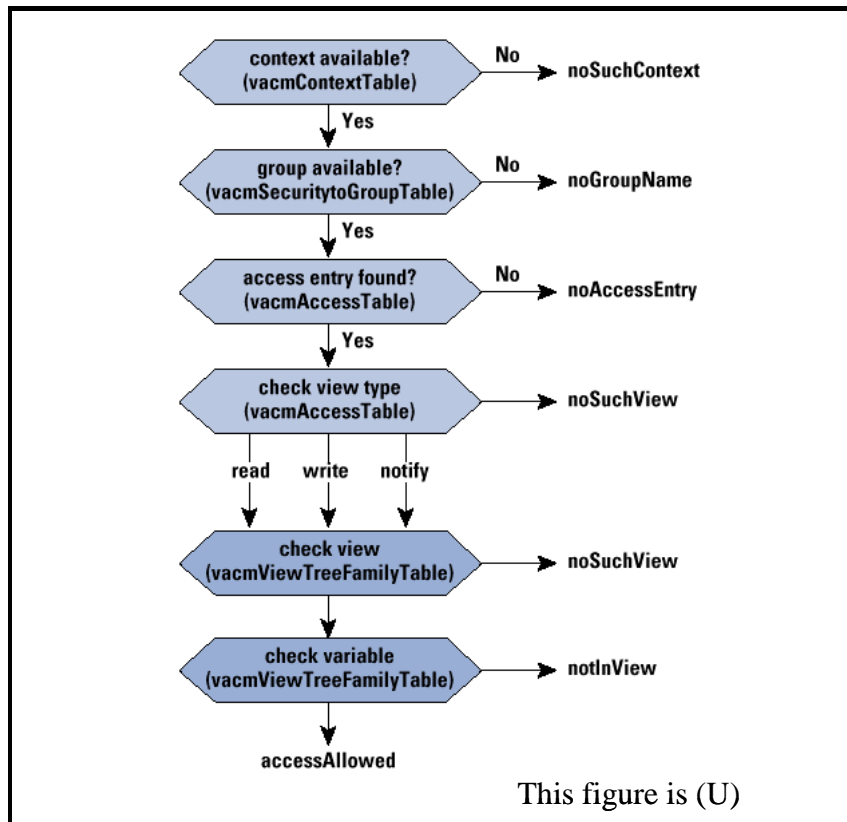 context available?
(vacmContextTable)
No
noSuchContext
Yes
group available?
(vacmSecuritytoGroupTable)
No
noGroupName
Yes
access entry found?
(vacmAccessTable)
No
noAccessEntry
Yes
check view type
(vacmAccessTable)
noSuchView
read write notify
check view
(vacmViewTreeFamilyTable)
noSuchView
check variable
(vacmViewTreeFamilyTable)
notInView
accessAllowed
This figure is (U)